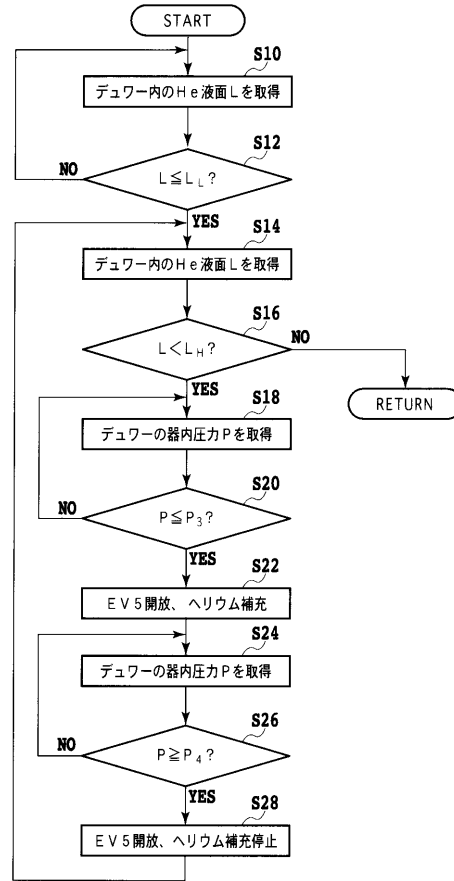 START
S10
デュワー内のHe液面Lを取得
S12
L≦L_L?
NO
YES
S14
デュワー内のHe液面Lを取得
S16
L<L_H?
NO
YES
RETURN
S18
デュワーの器内圧力Pを取得
S20
P≦P_3?
NO
YES
S22
EV5開放、ヘリウム補充
S24
デュワーの器内圧力Pを取得
S26
P≧P_4?
NO
YES
S28
EV5開放、ヘリウム補充停止